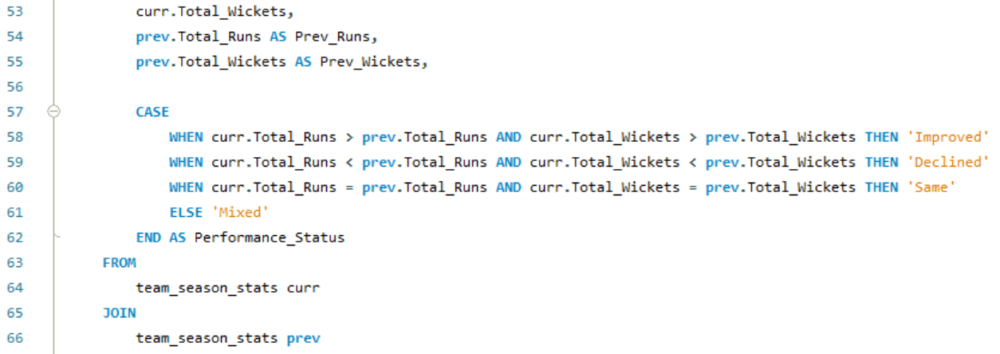 53 curr.Total_Wickets,
54 prev.Total_Runs AS Prev_Runs,
55 prev.Total_Wickets AS Prev_Wickets,
56
57 CASE
58 WHEN curr.Total_Runs > prev.Total_Runs AND curr.Total_Wickets > prev.Total_Wickets THEN 'Improved'
59 WHEN curr.Total_Runs < prev.Total_Runs AND curr.Total_Wickets < prev.Total_Wickets THEN 'Declined'
60 WHEN curr.Total_Runs = prev.Total_Runs AND curr.Total_Wickets = prev.Total_Wickets THEN 'Same'
61 ELSE 'Mixed'
62 END AS Performance_Status
63 FROM
64 team_season_stats curr
65 JOIN
66 team_season_stats prev